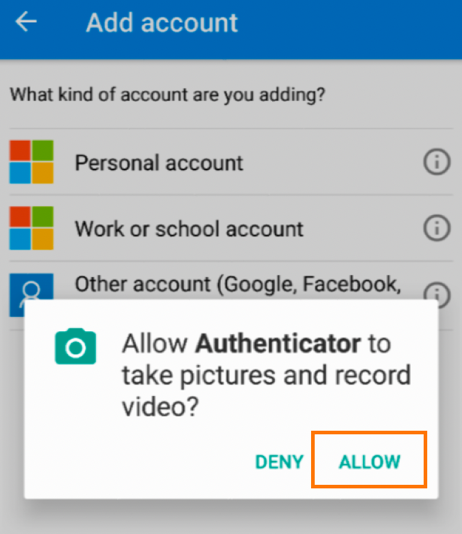 Add account
What kind of account are you adding?
Personal account
Work or school account
Other account (Google, Facebook,
Allow Authenticator to
take pictures and record
video?
DENY ALLOW